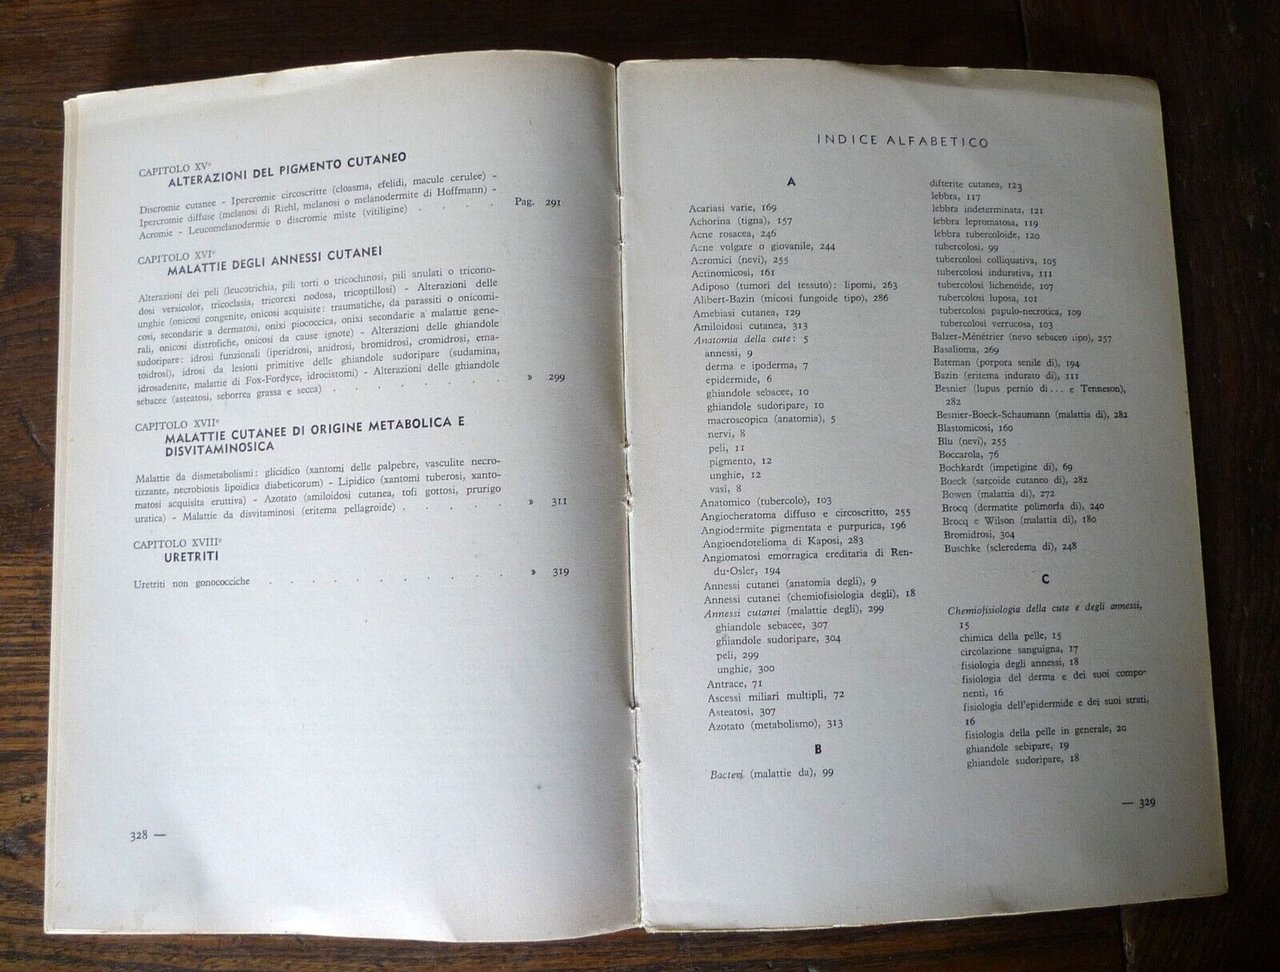 CAPITOLO XV°
ALTERAZIONI DEL PIGMENTO CUTANEO
Discromie cutanee - Ipercromie circoscritte (cloasma, efelidi, macule cerulee) -
Ipercromie diffuse (melanosi di Riehl, melanosi o melanodermite di Hoffmann) -
Acromie - Leucomelanodermie o discromie miste (vitiligine) . . . . . Pag. 291
CAPITOLO XVI°
MALATTIE DEGLI ANNESSI CUTANEI
Alterazioni dei peli (leucotrichia, pili torti o tricochinosi, pili anulati o tricono-
dosi versicolor, tricoclasia, tricorexi nodosa, tricoptillosi) - Alterazioni delle
unghie (onicosi congenite, onicosi acquisite: traumatiche, da parassiti o onicomi-
cosi, secondarie a dermatosi, onixi piococcica, onixi secondarie a malattie gene-
rali, onicosi distrofiche, onicosi da cause ignote) - Alterazioni delle ghiandole
sudoripare: idrosi funzionali (iperidrosi, anidrosi, bromidrosi, cromidrosi, ema-
toidrosi), idrosi da lesioni primitive delle ghiandole sudoripare (sudamina,
idrosadenite, malattie di Fox-Fordyce, idrocistomi) - Alterazioni delle ghiandole
sebacee (asteatosi, seborrea grassa e secca) . . . . . . . . . » 299
CAPITOLO XVII°
MALATTIE CUTANEE DI ORIGINE METABOLICA E
DISVITAMINOSICA
Malattie da dismetabolismi: glicidico (xantomi delle palpebre, vasculite necro-
tizzante, necrobiosis lipoidica diabeticorum) - Lipidico (xantomi tuberosi, xanto-
matosi acquisita eruttiva) - Azotato (amiloidosi cutanea, tofi gottosi, prurigo
uratica) - Malattie da disvitaminosi (eritema pellagroide) . . . . . » 311
CAPITOLO XVIII°
URETRITI
Uretriti non gonococciche . . . . . . . . . . . » 319
328 —
INDICE ALFABETICO
A
Acariasi varie, 169
Achorina (tigna), 157
Acne rosacea, 246
Acne volgare o giovanile, 244
Acromici (nevi), 255
Actinomicosi, 161
Adiposo (tumori del tessuto): lipomi, 263
Alibert-Bazin (micosi fungoide tipo), 286
Amebiasi cutanea, 129
Amiloidosi cutanea, 313
Anatomia della cute: 5
annessi, 9
derma e ipoderma, 7
epidermide, 6
ghiandole sebacee, 10
ghiandole sudoripare, 10
macroscopica (anatomia), 5
nervi, 8
peli, 11
pigmento, 12
unghie, 12
vasi, 8
Anatomico (tubercolo), 103
Angiocheratoma diffuso e circoscritto, 255
Angiodermite pigmentata e purpurica, 196
Angioendotelioma di Kaposi, 283
Angiomatosi emorragica ereditaria di Ren-
du-Osler, 194
Annessi cutanei (anatomia degli), 9
Annessi cutanei (chemiofisiologia degli), 18
Annessi cutanei (malattie degli), 299
ghiandole sebacee, 307
ghiandole sudoripare, 304
peli, 299
unghie, 300
Antrace, 71
Ascessi miliari multipli, 72
Asteatosi, 307
Azotato (metabolismo), 313
B
Bacteri (malattie da), 99
difterite cutanea, 123
lebbra, 117
lebbra indeterminata, 121
lebbra lepromatosa, 119
lebbra tubercoloide, 120
tubercolosi, 99
tubercolosi colliquativa, 105
tubercolosi indurativa, 111
tubercolosi lichenoide, 107
tubercolosi luposa, 101
tubercolosi papulo-necrotica, 109
tubercolosi verrucosa, 103
Balzer-Ménétrier (nevo sebaceo tipo), 257
Basalioma, 269
Bateman (porpora senile di), 194
Bazin (eritema indurato di), 111
Besnier (lupus pernio di... e Tenneson),
282
Besnier-Boeck-Schaumann (malattia di), 282
Blastomicosi, 160
Blu (nevi), 255
Boccarola, 76
Bochkardt (impetigine di), 69
Boeck (sarcoide cutaneo di), 282
Bowen (malattia di), 272
Brocq (dermatite polimorfa di), 240
Brocq e Wilson (malattia di), 180
Bromidrosi, 304
Buschke (scleredema di), 248
C
Chemiofisiologia della cute e degli annessi,
15
chimica della pelle, 15
circolazione sanguigna, 17
fisiologia degli annessi, 18
fisiologia del derma e dei suoi compo-
nenti, 16
fisiologia dell'epidermide e dei suoi strati,
16
fisiologia della pelle in generale, 20
ghiandole sebipare, 19
ghiandole sudoripare, 18
— 329